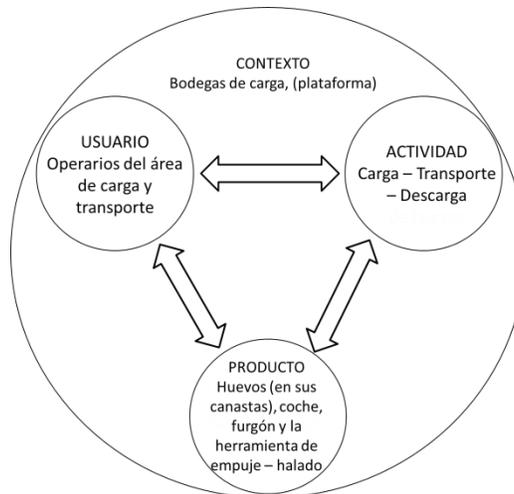 CONTEXTO
Bodegas de carga, (plataforma)
USUARIO
Operarios del área
de carga y
transporte
ACTIVIDAD
Carga – Transporte
– Descarga
PRODUCTO
Huevos (en sus
canastas), coche,
furgón y la
herramienta de
empuje – halado